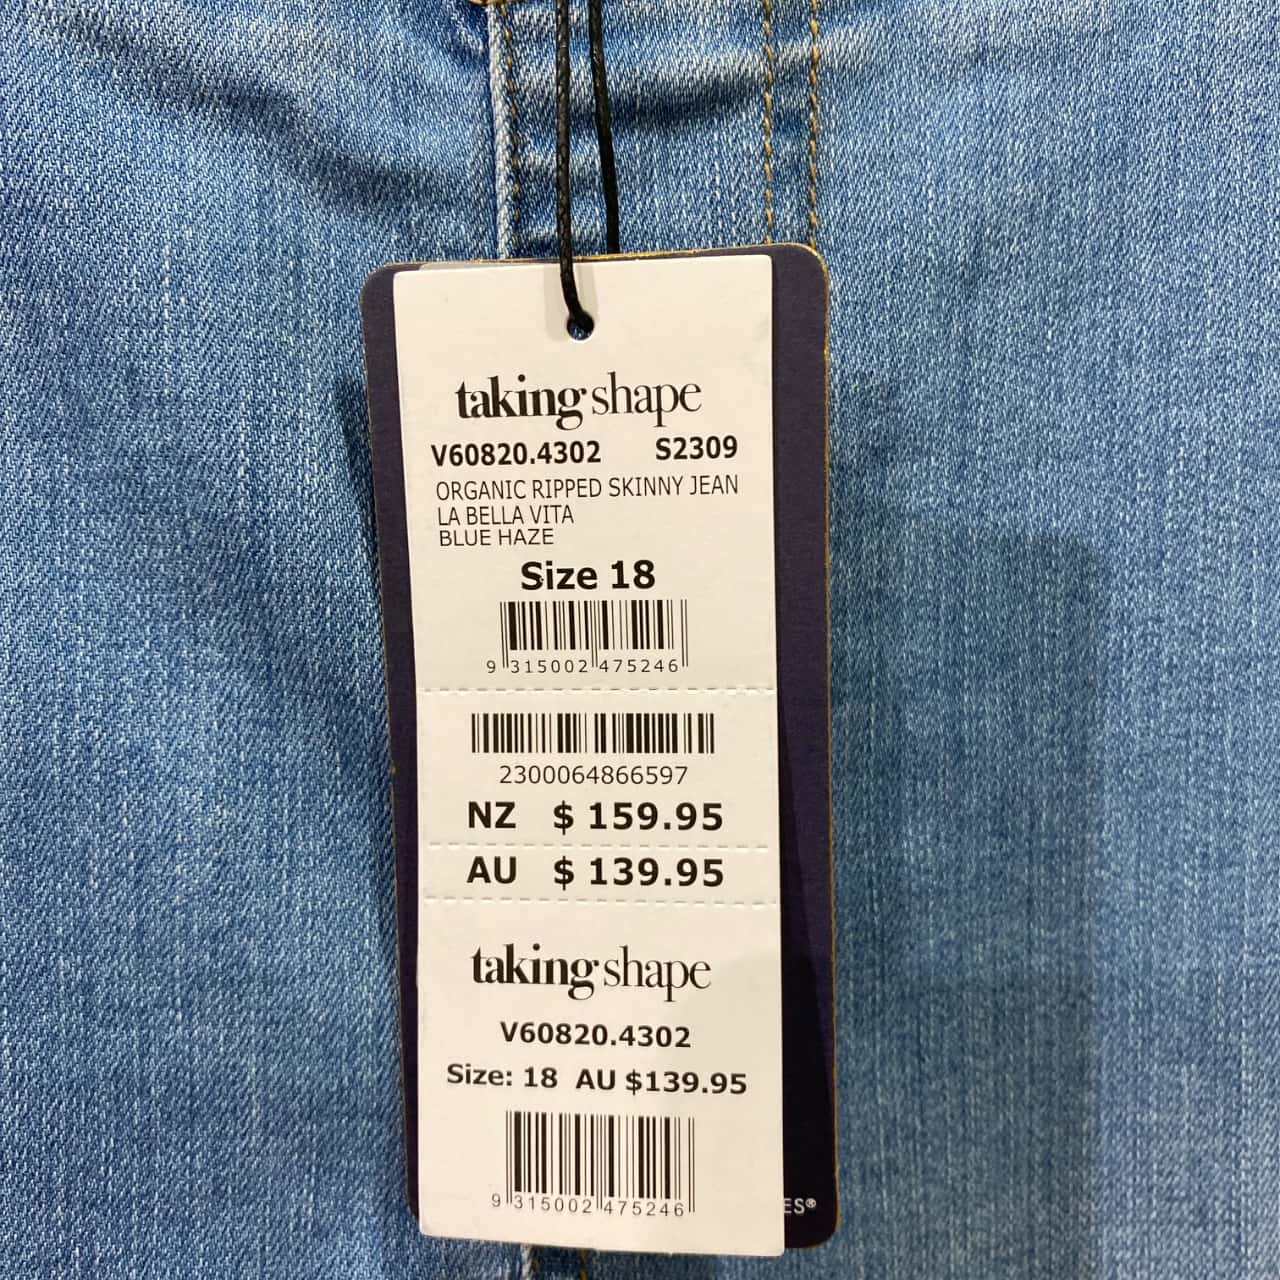 taking shape
V60820.4302 S2309
ORGANIC RIPPED SKINNY JEAN
LA BELLA VITA
BLUE HAZE
Size 18
9 315002 475246
2300064866597
NZ $ 159.95
AU $ 139.95
taking shape
V60820.4302
Size: 18 AU $139.95
9 315002 475246
ES®